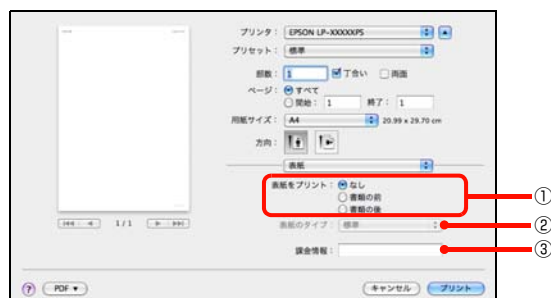 プリンタ： EPSON LP-XXXXXPS
プリセット： 標準
部数： 1 丁合い 両面
ページ： すべて
開始： 1 終了： 1
用紙サイズ： A4 20.99 x 29.70 cm
方向：
表紙
表紙をプリント： なし
書類の前
書類の後
①
1 / 1
表紙のタイプ： 標準
②
課金情報：
③
? PDF キャンセル プリント